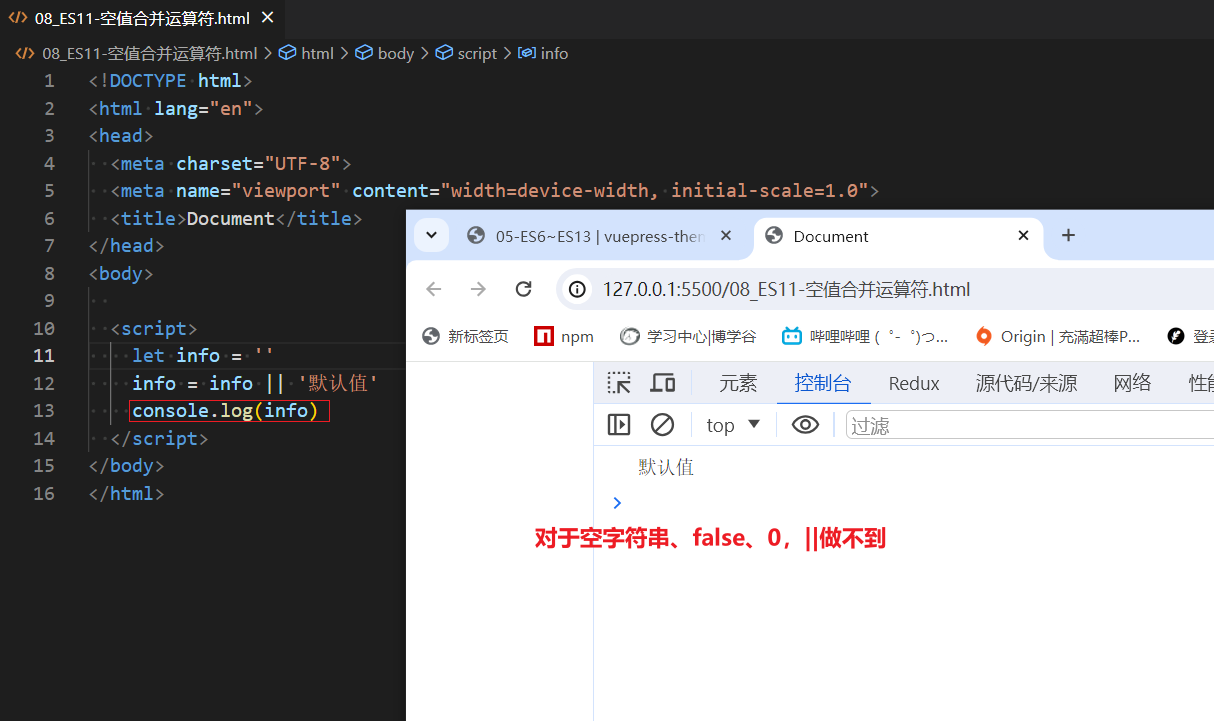 08_ES11-空值合并运算符.html
08_ES11-空值合并运算符.html > html > body > script > info
1 <!DOCTYPE html>
2 <html lang="en">
3 <head>
4 <meta charset="UTF-8">
5 <meta name="viewport" content="width=device-width, initial-scale=1.0">
6 <title>Document</title>
7 </head>
8 <body>
9
10 <script>
11 let info = ''
12 info = info || '默认值'
13 console.log(info)
14 </script>
15 </body>
16 </html>
05-ES6~ES13 | vuepress-then
Document
127.0.0.1:5500/08_ES11-空值合并运算符.html
新标签页 npm 学习中心|博学谷 哔哩哔哩 ( ゜- ゜)つ... Origin | 充滿超棒P... 登录
元素 控制台 Redux 源代码/来源 网络 性能
top 过滤
默认值
对于空字符串、false、0，||做不到